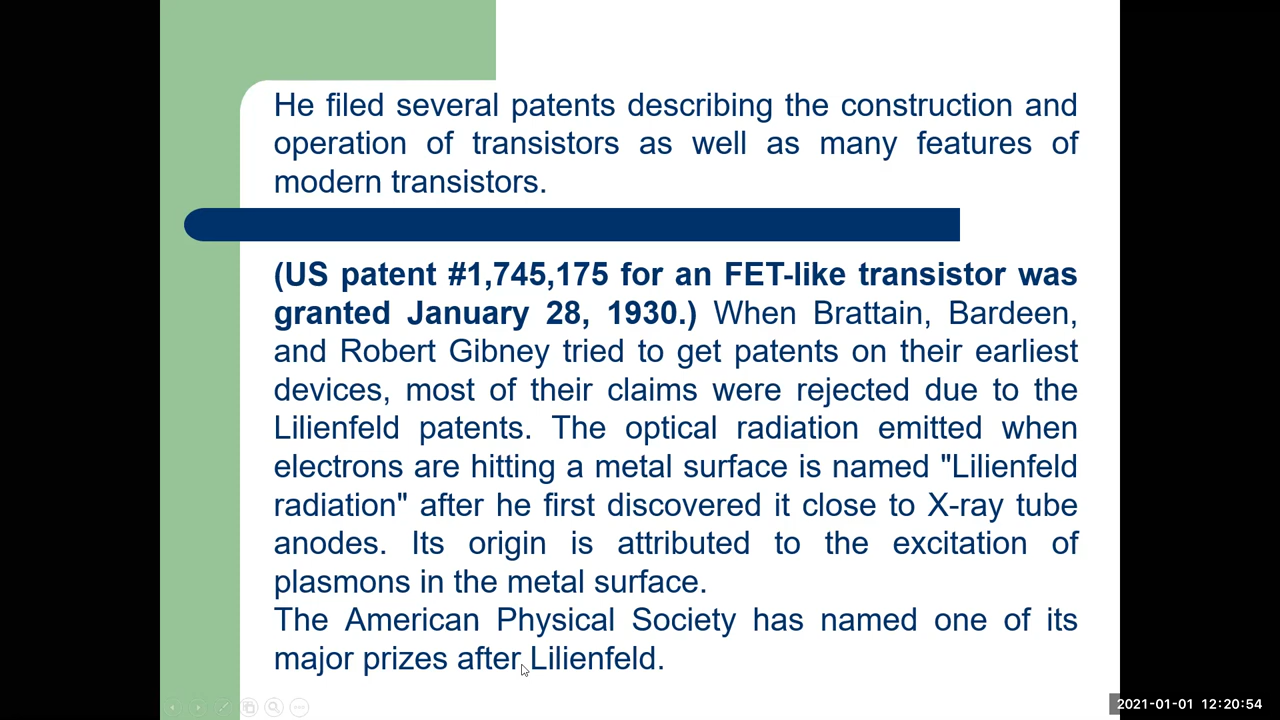 He filed several patents describing the construction and
operation of transistors as well as many features of
modern transistors.
(US patent #1,745,175 for an FET-like transistor was
granted January 28, 1930.) When Brattain, Bardeen,
and Robert Gibney tried to get patents on their earliest
devices, most of their claims were rejected due to the
Lilienfeld patents. The optical radiation emitted when
electrons are hitting a metal surface is named "Lilienfeld
radiation" after he first discovered it close to X-ray tube
anodes. Its origin is attributed to the excitation of
plasmons in the metal surface.
The American Physical Society has named one of its
major prizes after Lilienfeld.
2021-01-01 12:20:54